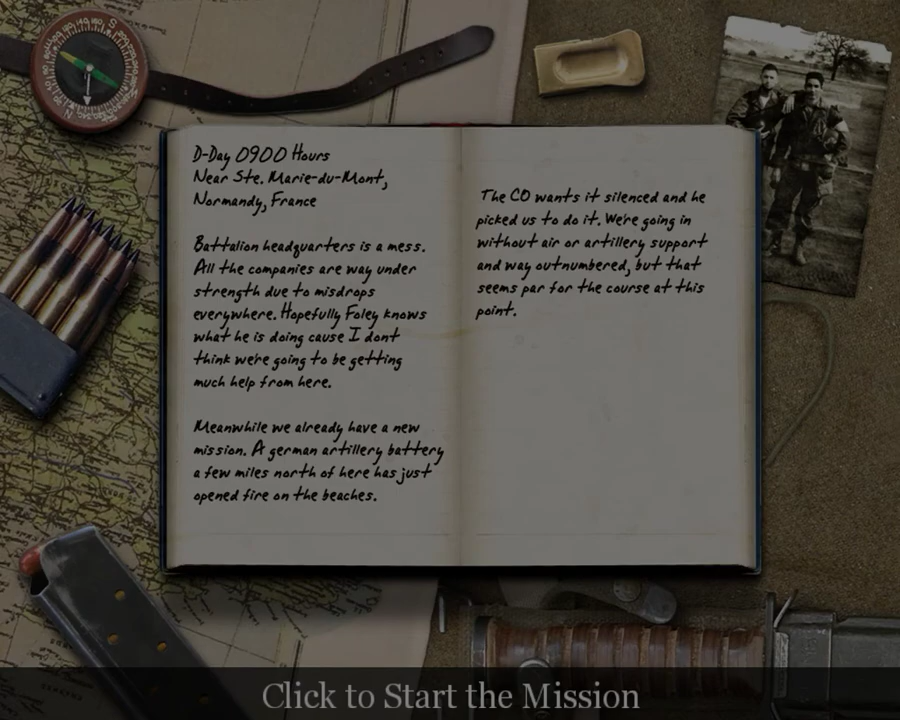 D-Day 0900 Hours
Near Ste. Marie-du-Mont,
Normandy, France
Battalion headquarters is a mess.
All the companies are way under
strength due to misdrops
everywhere. Hopefully Foley knows
what he is doing cause I dont
think we're going to be getting
much help from here.
Meanwhile we already have a new
mission. A german artillery battery
a few miles north of here has just
opened fire on the beaches.
The CO wants it silenced and he
picked us to do it. We're going in
without air or artillery support
and way outnumbered, but that
seems par for the course at this
point.
Click to Start the Mission